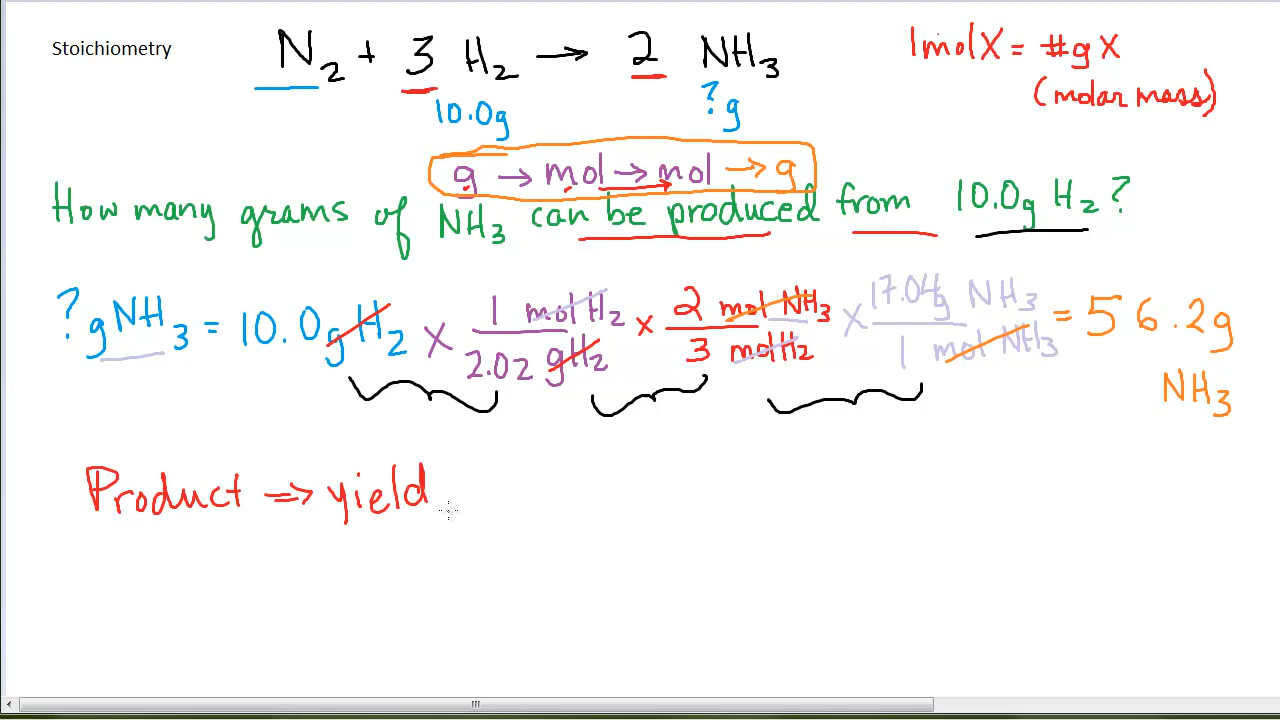 Stoichiometry
N₂ + 3 H₂ → 2 NH₃
1 mol X = #g X
(molar mass)
10.0g ?g
g → mol → mol → g
How many grams of NH₃ can be produced from 10.0g H₂?
? g NH₃ = 10.0 g H₂ × 1 mol H₂ / 2.02 g H₂ × 2 mol NH₃ / 3 mol H₂ × 17.04g NH₃ / 1 mol NH₃ = 56.2g
NH₃
Product ⇒ yield